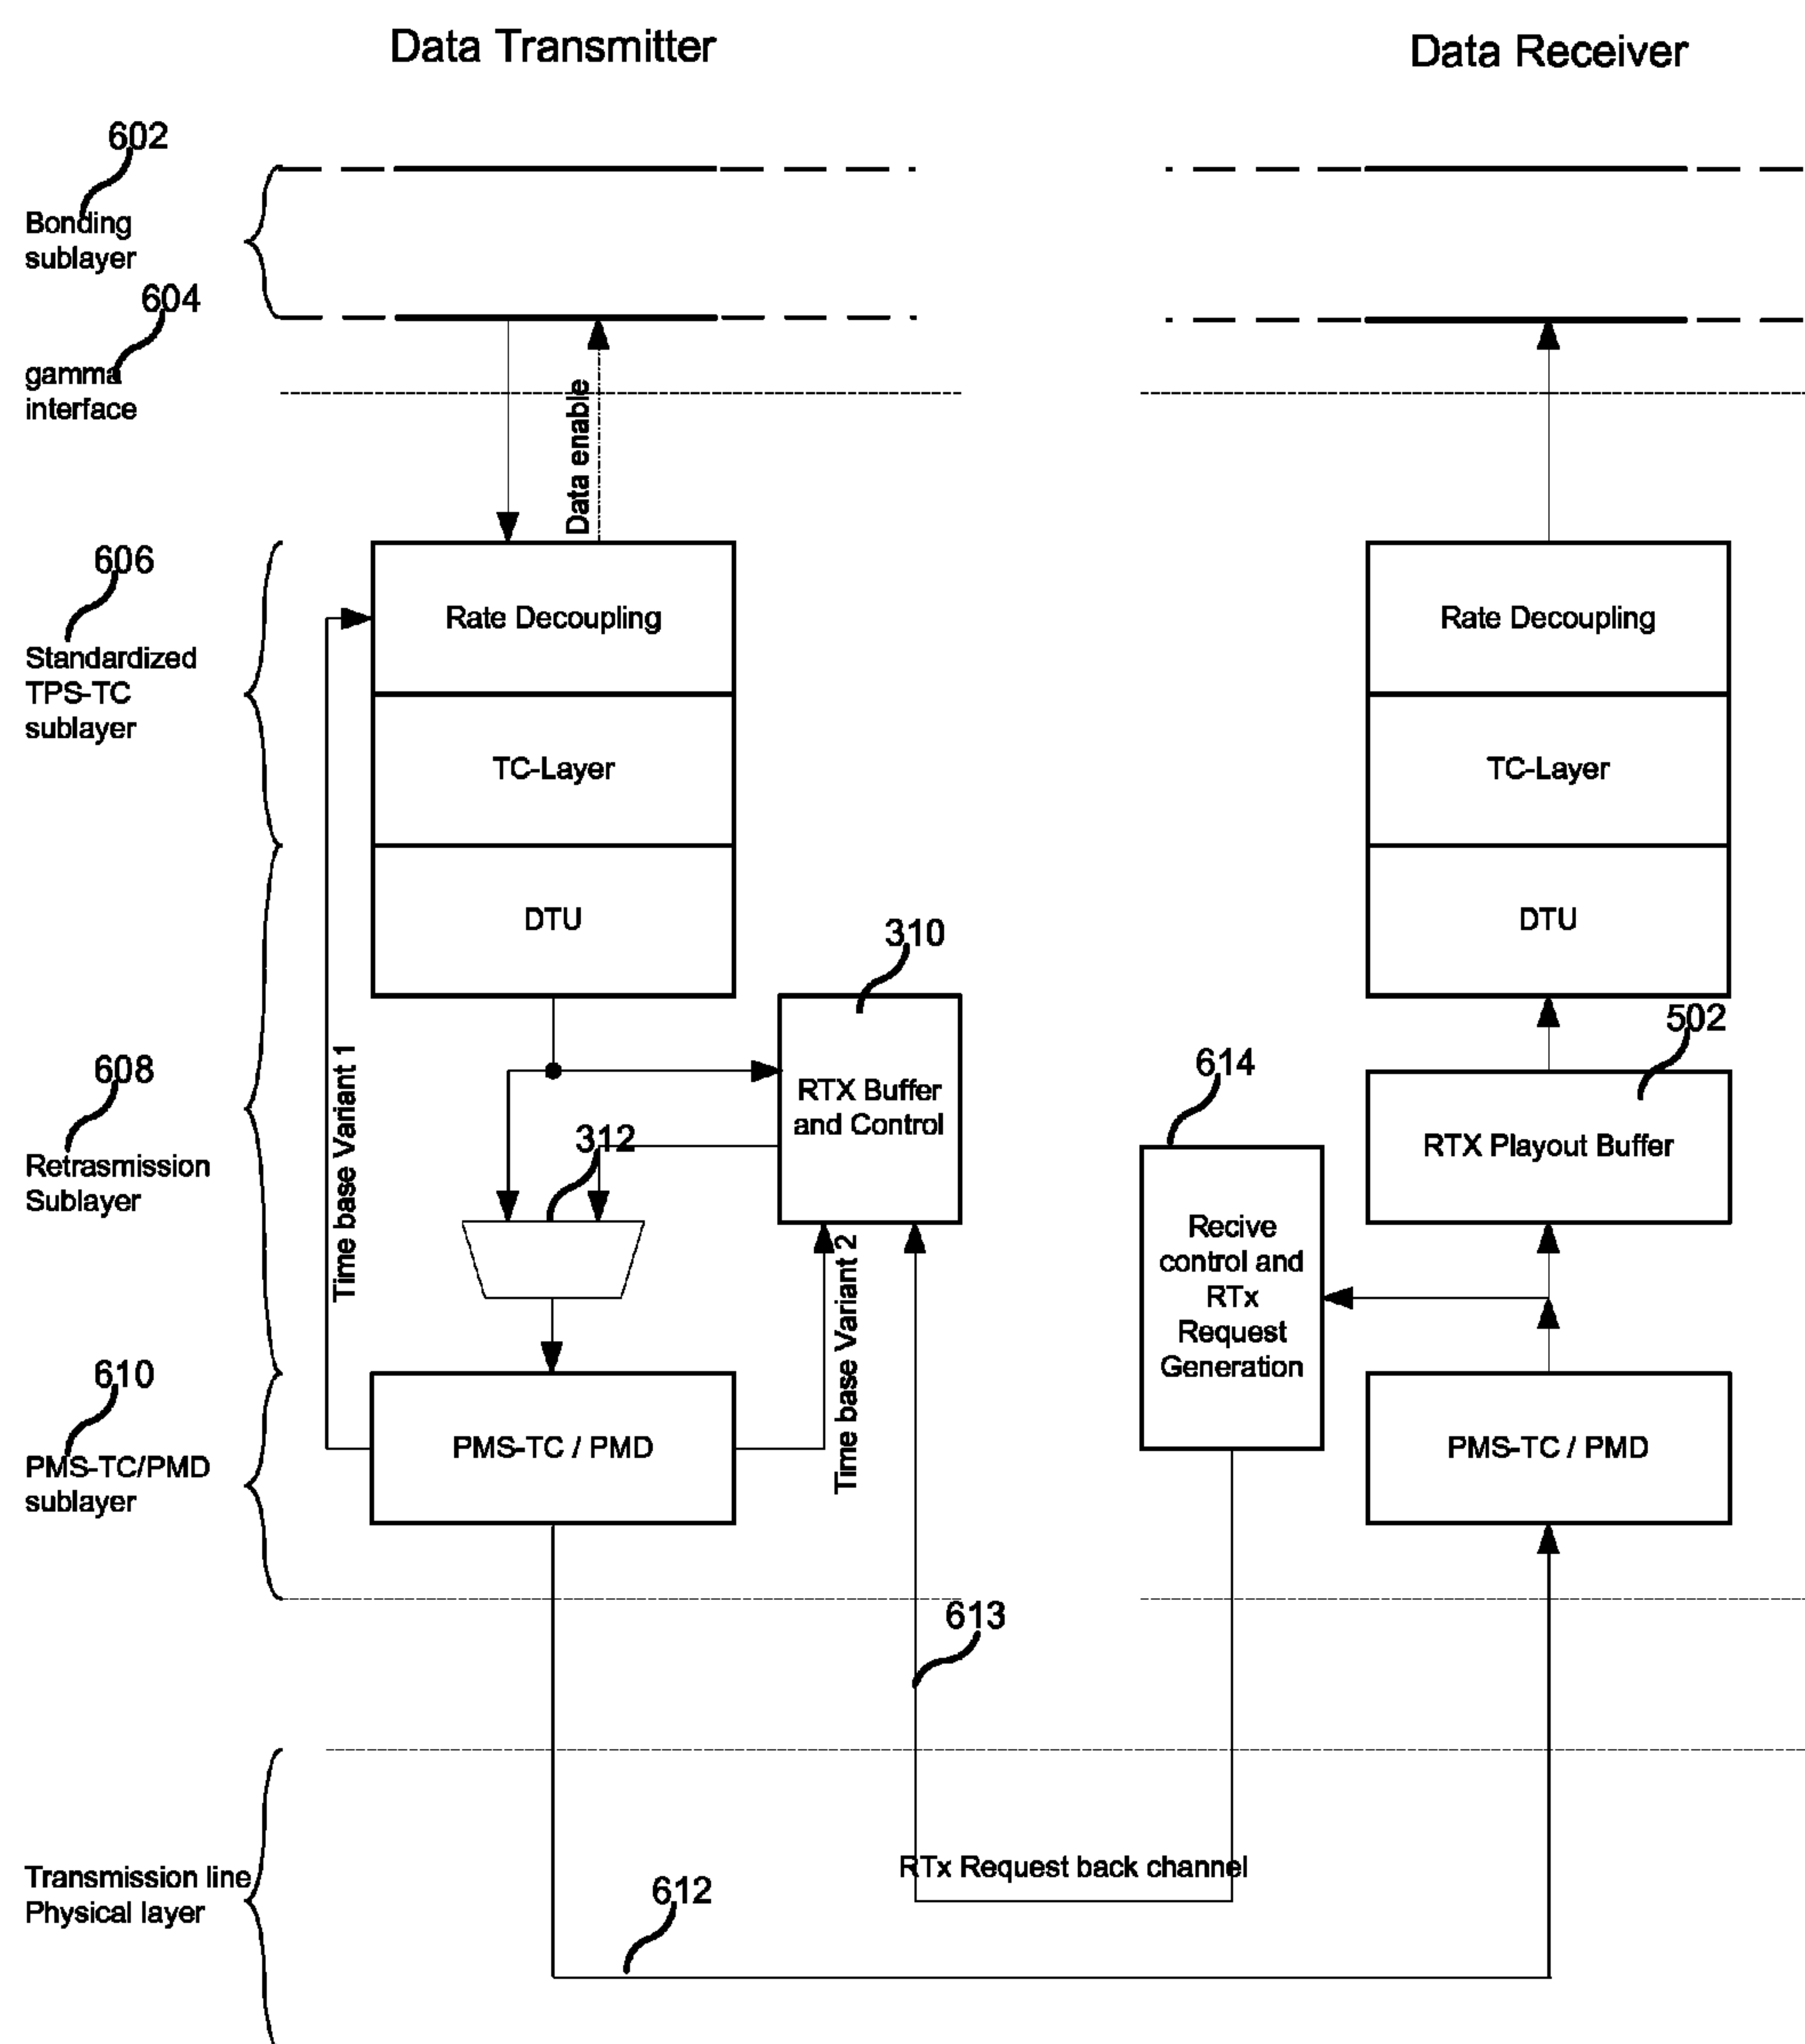 Data Transmitter
Data Receiver
602
Bonding
sublayer
604
gamma
interface
Data enable
606
Standardized
TPS-TC
sublayer
Rate Decoupling
TC-Layer
DTU
Rate Decoupling
TC-Layer
DTU
310
RTX Buffer
and Control
502
RTX Playout Buffer
614
Recive
control and
RTx
Request
Generation
608
Retrasmission
Sublayer
Time base Variant 1
312
Time base Variant 2
610
PMS-TC/PMD
sublayer
PMS-TC / PMD
PMS-TC / PMD
613
RTx Request back channel
Transmission line
Physical layer
612